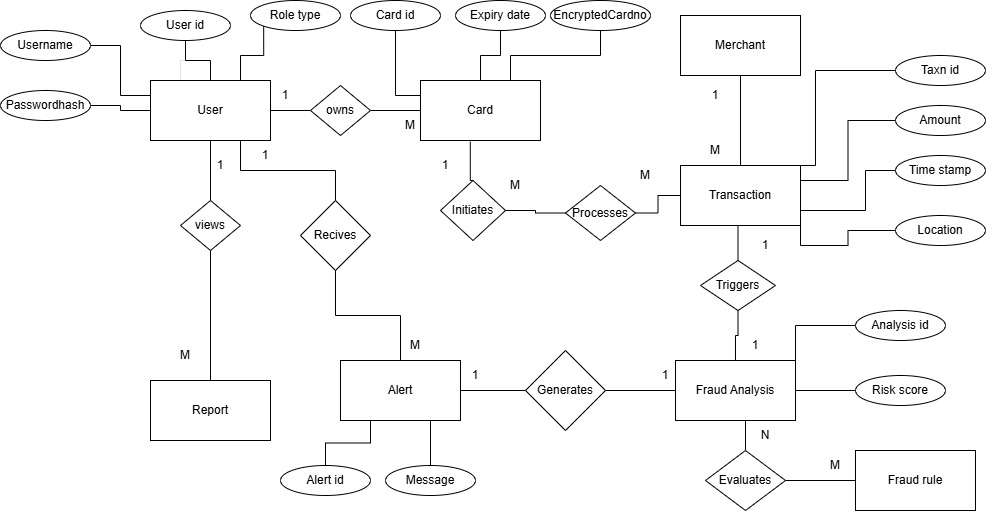 Role type
Card id
Expiry date
EncryptedCardno
User id
Username
Merchant
Taxn id
Passwordhash
User
1
owns
M
Card
1
Amount
M
1
1
1
M
M
Transaction
Time stamp
views
Recives
Initiates
Processes
Location
1
Triggers
M
M
1
Analysis id
Report
Alert
1
Generates
1
Fraud Analysis
Risk score
N
M
Alert id
Message
Evaluates
Fraud rule